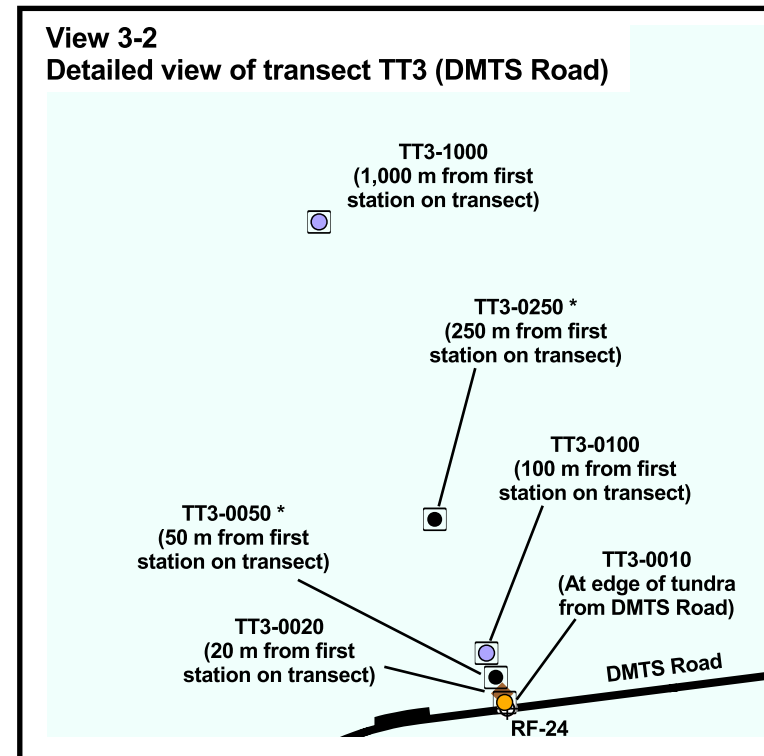 View 3-2
Detailed view of transect TT3 (DMTS Road)
TT3-1000
(1,000 m from first
station on transect)
TT3-0250 *
(250 m from first
station on transect)
TT3-0100
(100 m from first
station on transect)
TT3-0050 *
(50 m from first
station on transect)
TT3-0010
(At edge of tundra
from DMTS Road)
TT3-0020
(20 m from first
station on transect)
DMTS Road
RF-24